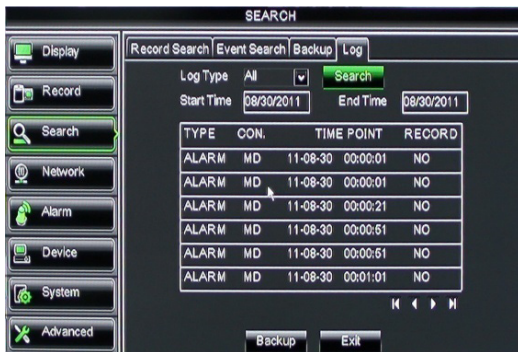 SEARCH
Display
Record
Search
Network
Alarm
Device
System
Advanced
Record Search Event Search Backup Log
Log Type All Search
Start Time 08/30/2011 End Time 08/30/2011
TYPE CON. TIME POINT RECORD
ALARM MD 11-08-30 00:00:01 NO
ALARM MD 11-08-30 00:00:01 NO
ALARM MD 11-08-30 00:00:21 NO
ALARM MD 11-08-30 00:00:51 NO
ALARM MD 11-08-30 00:00:51 NO
ALARM MD 11-08-30 00:01:01 NO
Backup Exit